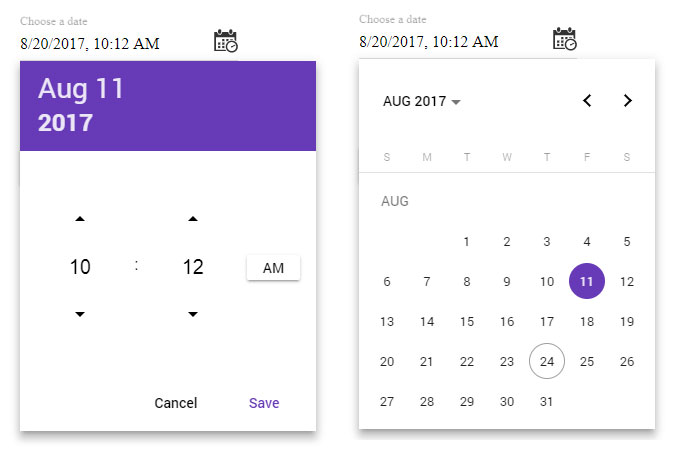 Choose a date
8/20/2017, 10:12 AM
Aug 11
2017
10 : 12 AM
Cancel Save
Choose a date
8/20/2017, 10:12 AM
AUG 2017
S M T W T F S
AUG
1 2 3 4 5
6 7 8 9 10 11 12
13 14 15 16 17 18 19
20 21 22 23 24 25 26
27 28 29 30 31